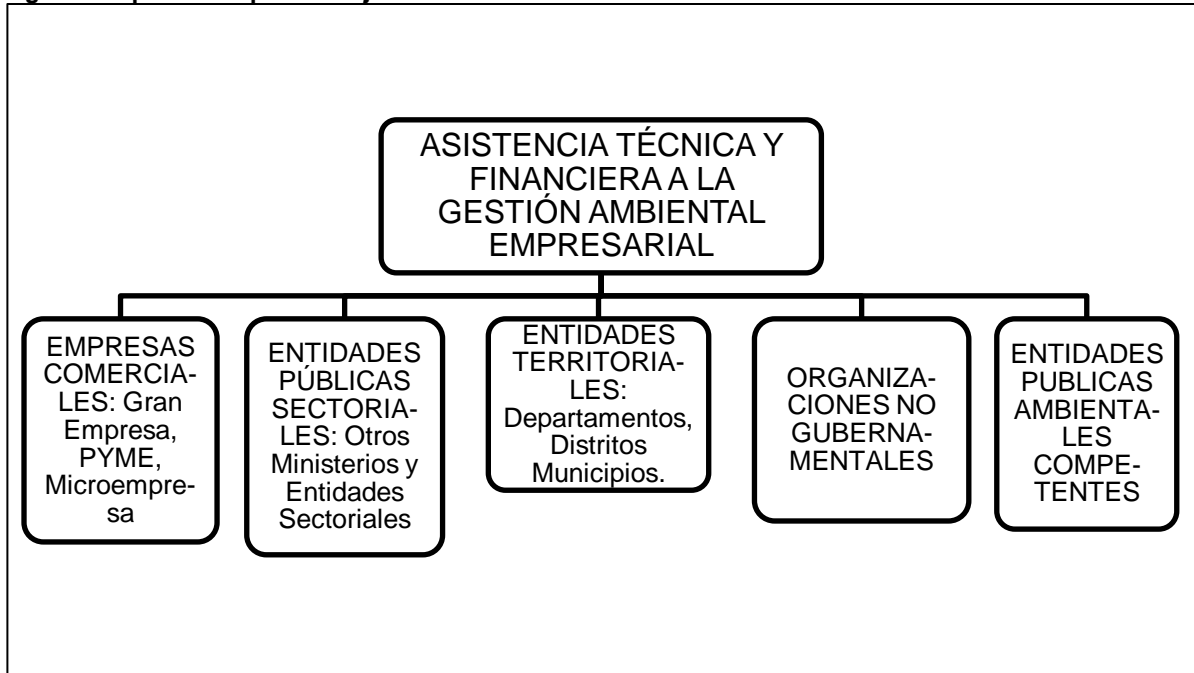 ASISTENCIA TÉCNICA Y
FINANCIERA A LA
GESTIÓN AMBIENTAL
EMPRESARIAL
EMPRESAS
COMERCIA-
LES: Gran
Empresa,
PYME,
Microempre-
sa
ENTIDADES
PÚBLICAS
SECTORIA-
LES: Otros
Ministerios y
Entidades
Sectoriales
ENTIDADES
TERRITORIA-
LES:
Departamentos,
Distritos
Municipios.
ORGANIZA-
CIONES NO
GUBERNA-
MENTALES
ENTIDADES
PUBLICAS
AMBIENTA-
LES
COMPE-
TENTES